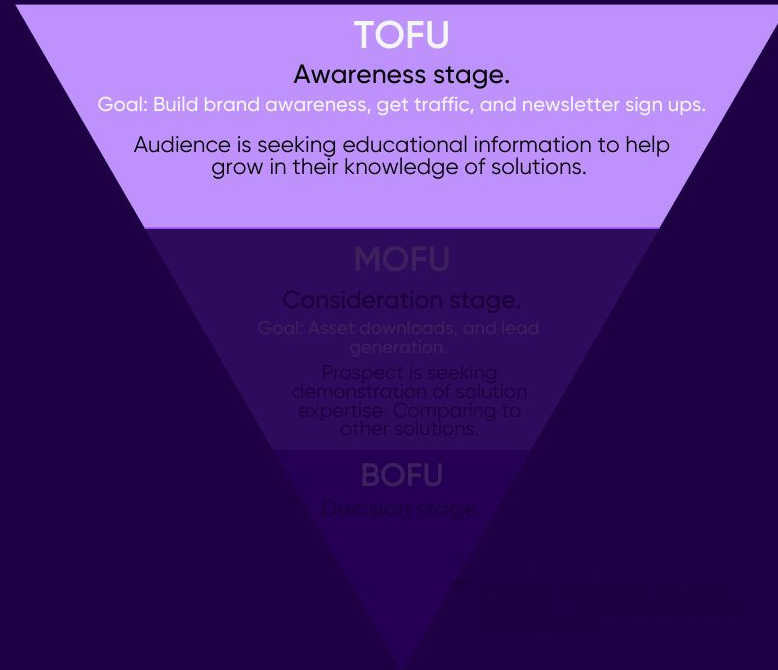 TOFU
Awareness stage.
Goal: Build brand awareness, get traffic, and newsletter sign ups.
Audience is seeking educational information to help
grow in their knowledge of solutions.
MOFU
Consideration stage.
Goal: Asset downloads, and lead
generation.
Prospect is seeking
demonstration of solution
expertise. Comparing to
other solutions.
BOFU
Decision stage.